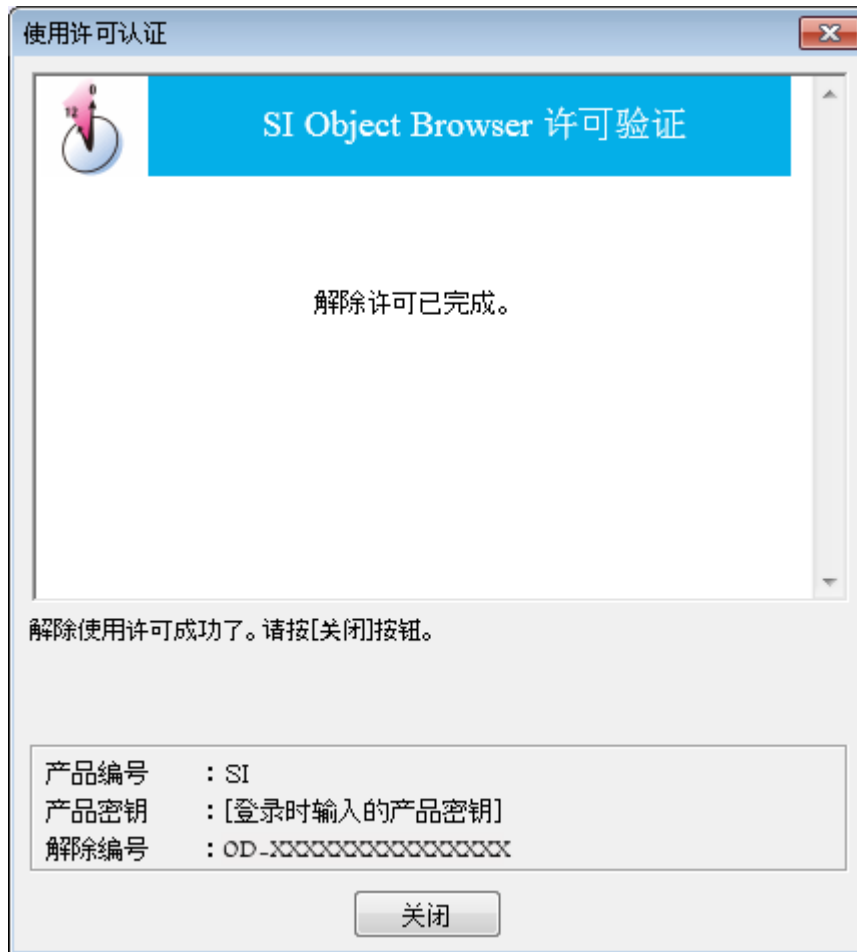 使用许可认证
0
12
SI Object Browser 许可验证
解除许可已完成。
解除使用许可成功了。请按[关闭]按钮。
产品编号 : SI
产品密钥 : [登录时输入的产品密钥]
解除编号 : OD-XXXXXXXXXXXXXXXXX
关闭